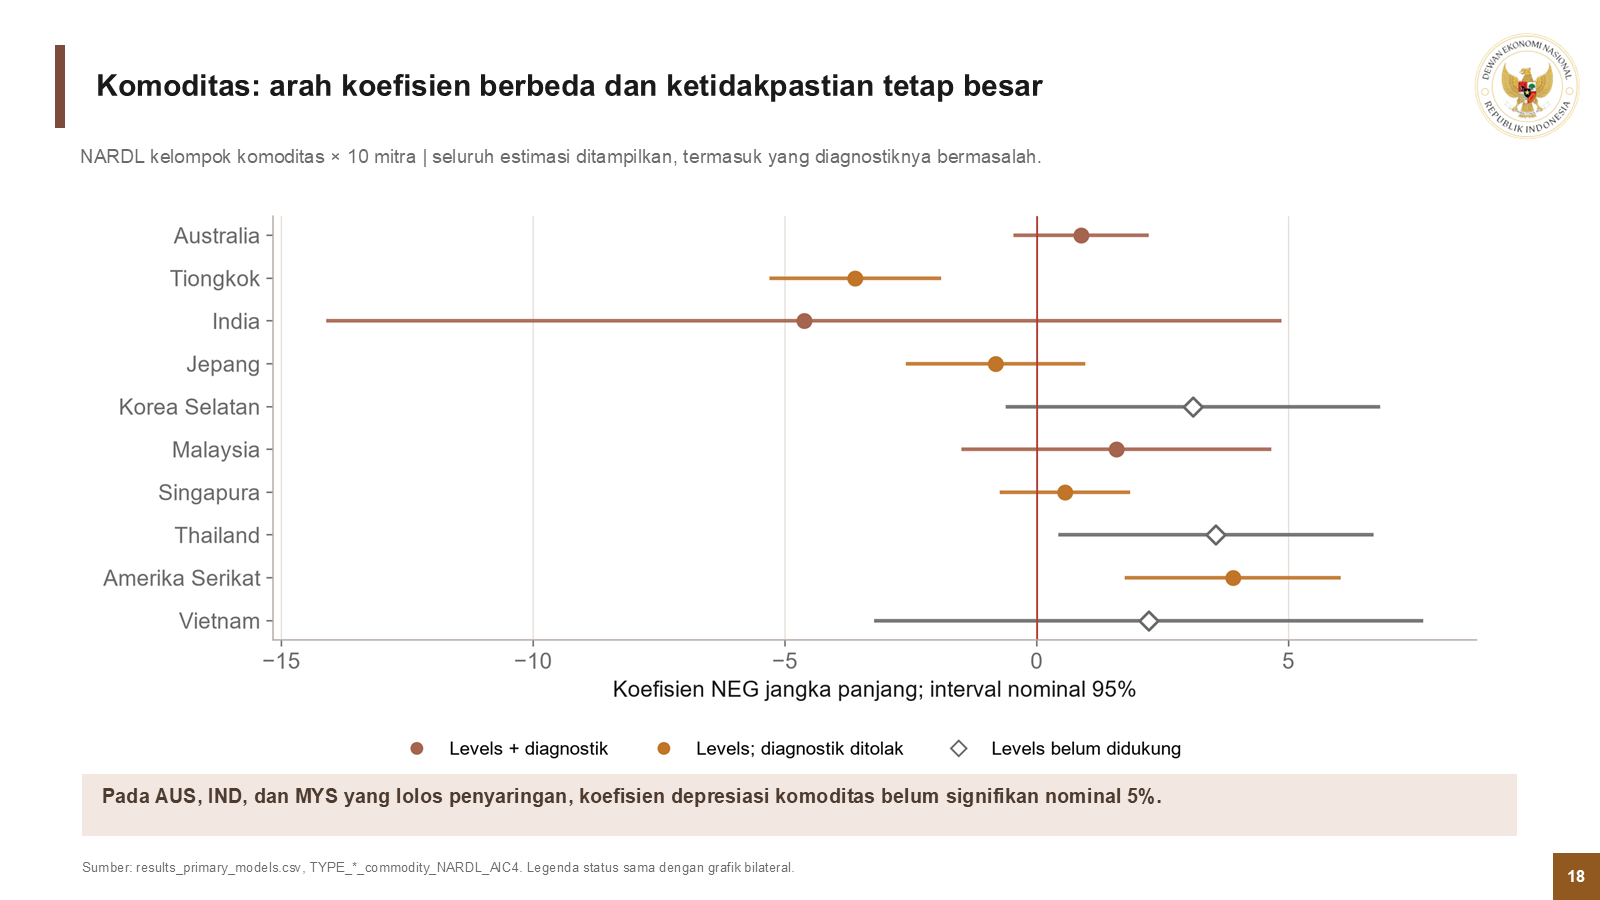 Komoditas: arah koefisien berbeda dan ketidakpastian tetap besar
DEWAN EKONOMI NASIONAL
REPUBLIK INDONESIA
NARDL kelompok komoditas × 10 mitra | seluruh estimasi ditampilkan, termasuk yang diagnostiknya bermasalah.
Australia
Tiongkok
India
Jepang
Korea Selatan
Malaysia
Singapura
Thailand
Amerika Serikat
Vietnam
−15 −10 −5 0 5
Koefisien NEG jangka panjang; interval nominal 95%
Levels + diagnostik Levels; diagnostik ditolak Levels belum didukung
Pada AUS, IND, dan MYS yang lolos penyaringan, koefisien depresiasi komoditas belum signifikan nominal 5%.
Sumber: results_primary_models.csv, TYPE_*_commodity_NARDL_AIC4. Legenda status sama dengan grafik bilateral.
18